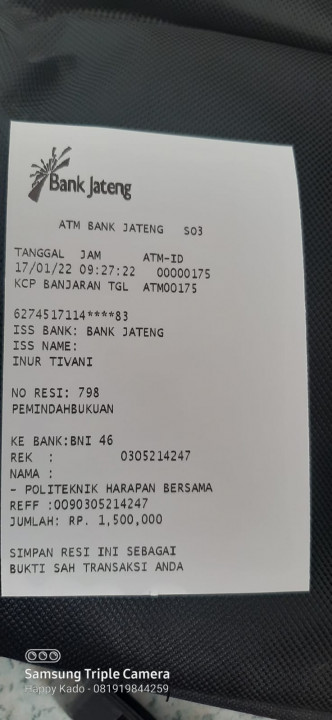 Bank Jateng
ATM BANK JATENG S03
TANGGAL JAM ATM-ID
17/01/22 09:27:22 00000175
KCP BANJARAN TGL ATM00175
6274517114****83
ISS BANK: BANK JATENG
ISS NAME:
INUR TIVANI
NO RESI: 798
PEMINDAHBUKUAN
KE BANK:BNI 46
REK : 0305214247
NAMA :
- POLITEKNIK HARAPAN BERSAMA
REFF :0090305214247
JUMLAH: RP. 1,500,000
SIMPAN RESI INI SEBAGAI
BUKTI SAH TRANSAKSI ANDA
Samsung Triple Camera
Happy Kado - 081919844259